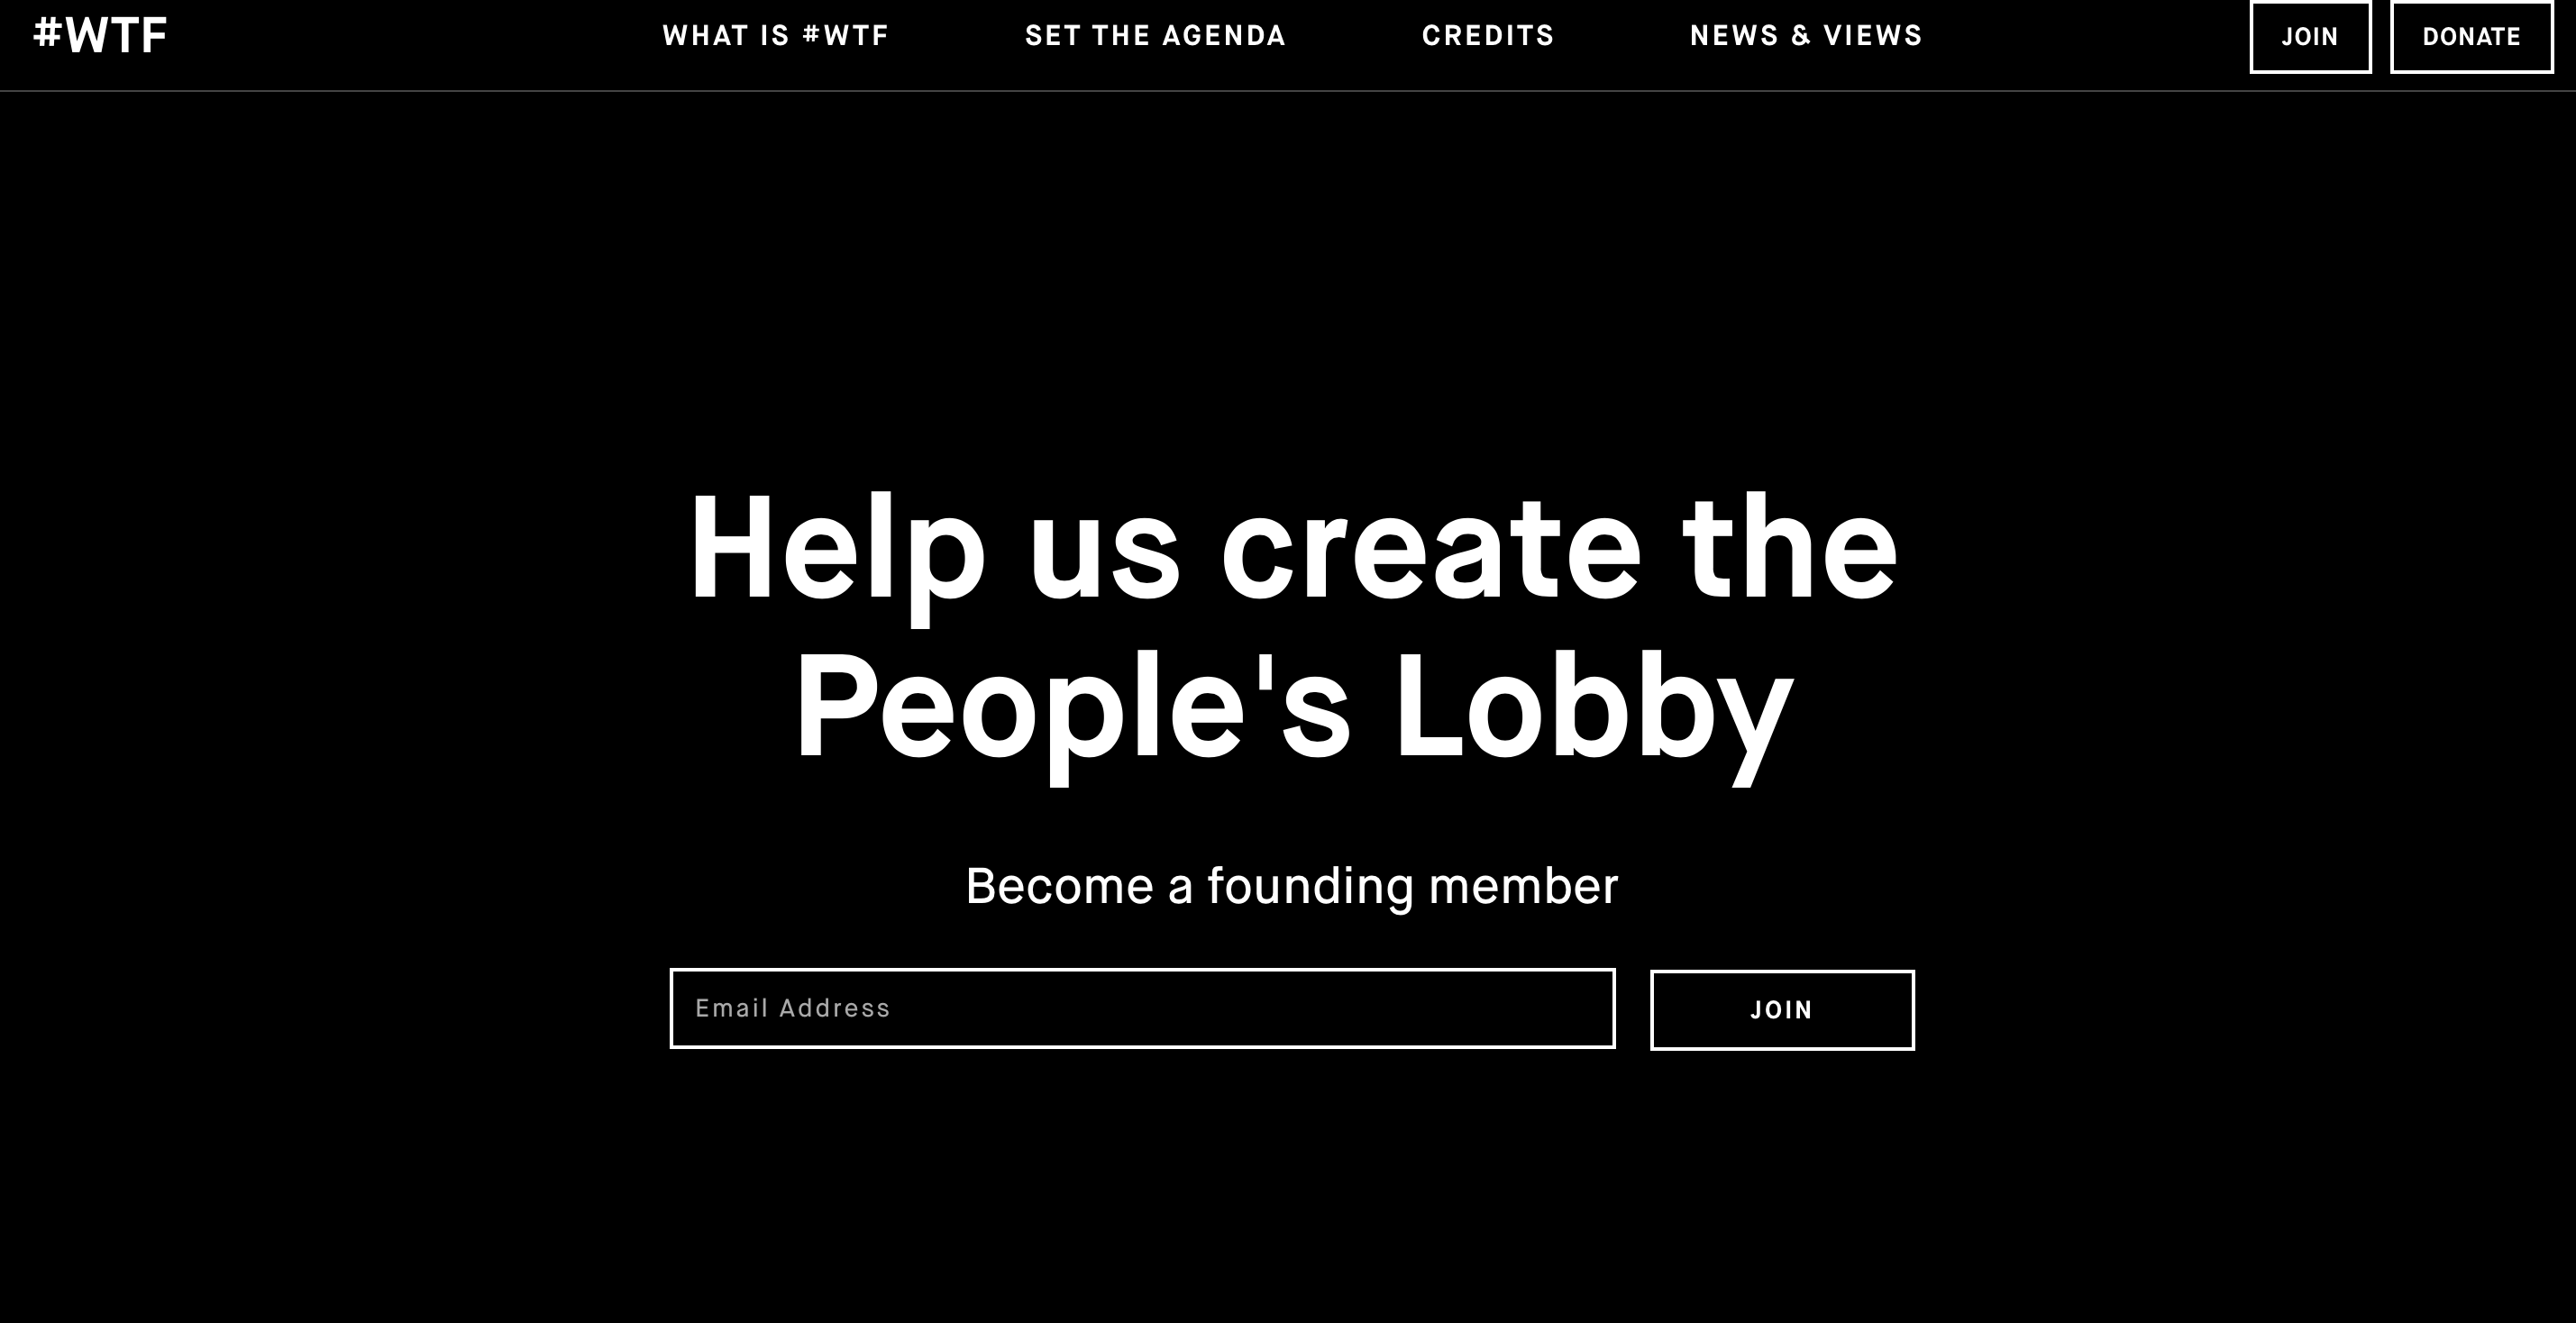 #WTF
WHAT IS #WTF
SET THE AGENDA
CREDITS
NEWS & VIEWS
JOIN
DONATE
Help us create the
People's Lobby
Become a founding member
Email Address
JOIN